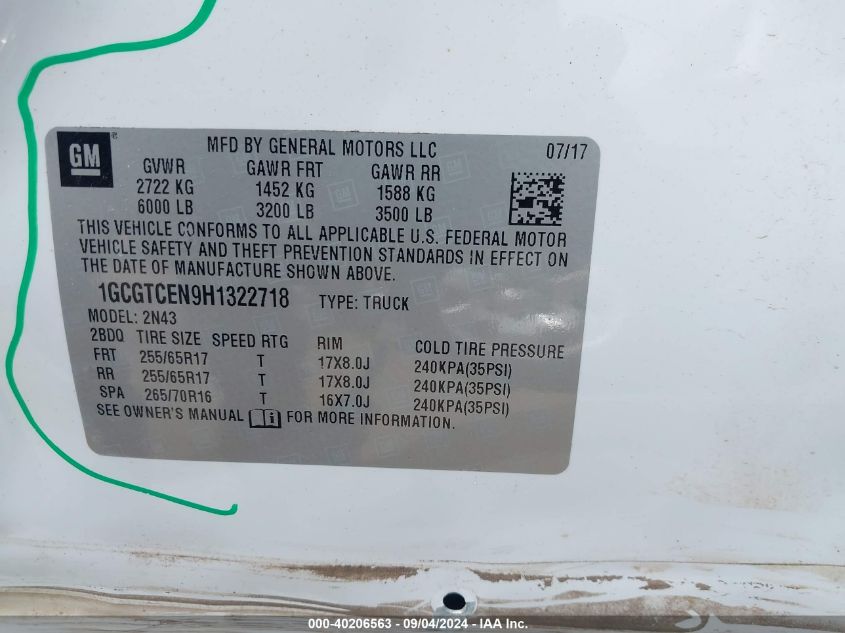 GM
MFD BY GENERAL MOTORS LLC 07/17
GVWR GAWR FRT GAWR RR
2722 KG 1452 KG 1588 KG
6000 LB 3200 LB 3500 LB
THIS VEHICLE CONFORMS TO ALL APPLICABLE U.S. FEDERAL MOTOR
VEHICLE SAFETY AND THEFT PREVENTION STANDARDS IN EFFECT ON
THE DATE OF MANUFACTURE SHOWN ABOVE.
1GCGTCEN9H1322718 TYPE: TRUCK
MODEL: 2N43
2BDQ TIRE SIZE SPEED RTG RIM COLD TIRE PRESSURE
FRT 255/65R17 T 17X8.0J 240KPA(35PSI)
RR 255/65R17 T 17X8.0J 240KPA(35PSI)
SPA 265/70R16 T 16X7.0J 240KPA(35PSI)
SEE OWNER'S MANUAL FOR MORE INFORMATION.
000-40206563 - 09/04/2024 - IAA Inc.